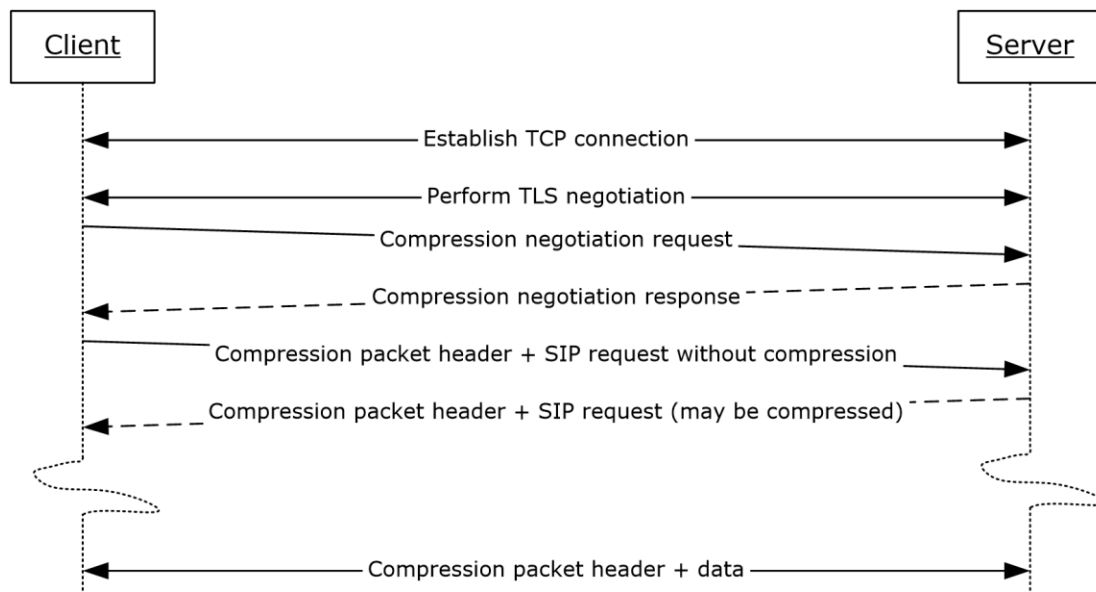 Client
Server
Establish TCP connection
Perform TLS negotiation
Compression negotiation request
Compression negotiation response
Compression packet header + SIP request without compression
Compression packet header + SIP request (may be compressed)
Compression packet header + data